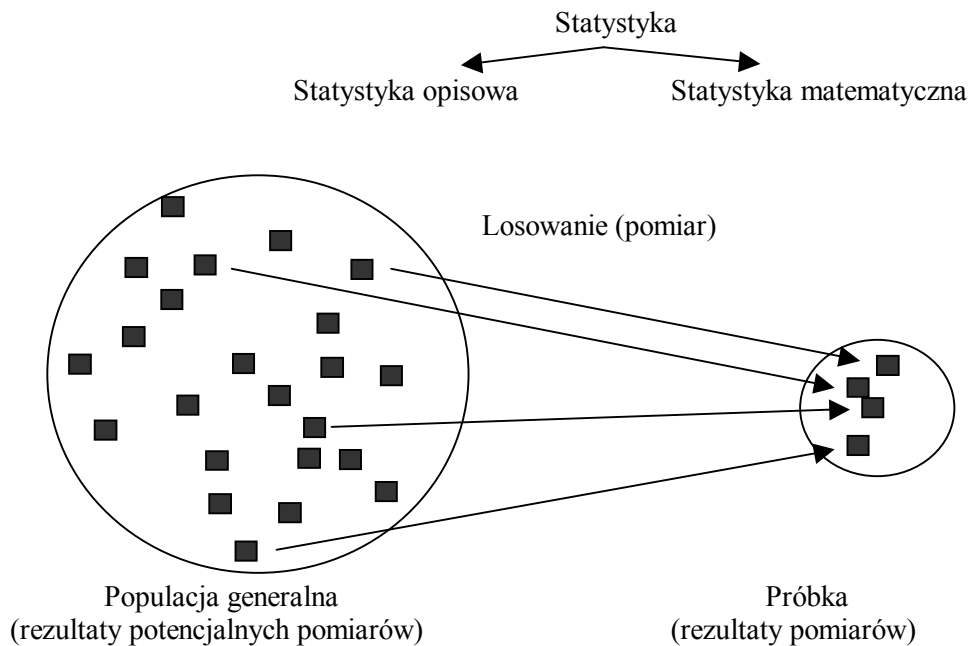 Statystyka
Statystyka opisowa
Statystyka matematyczna
Losowanie (pomiar)
Populacja generalna
(rezultaty potencjalnych pomiarów)
Próbka
(rezultaty pomiarów)